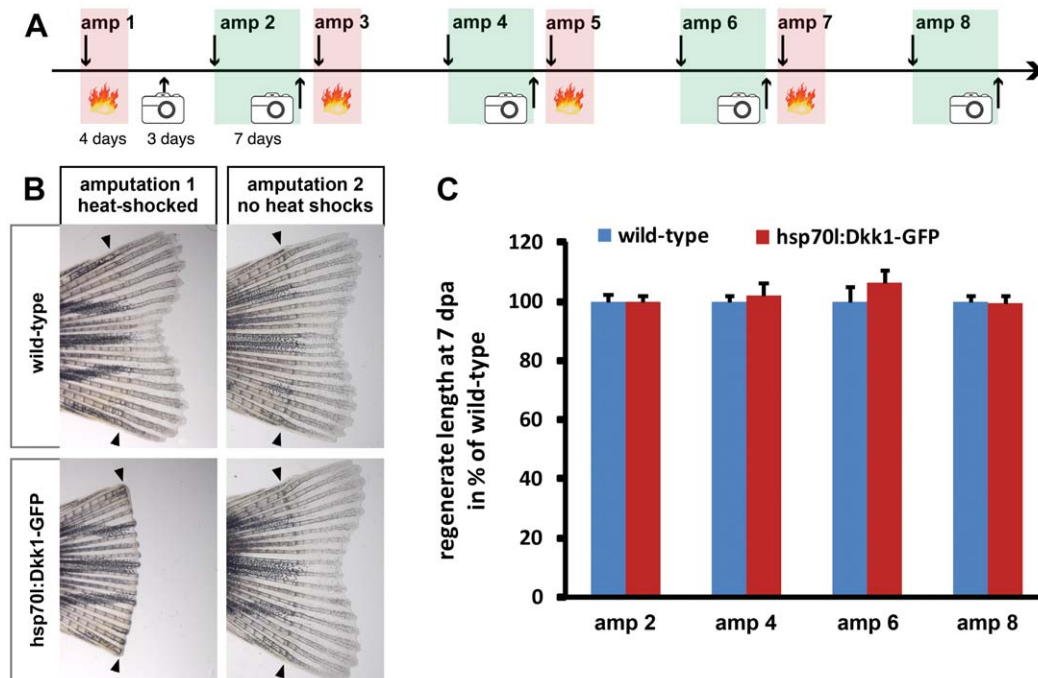 A
amp 1 amp 2 amp 3 amp 4 amp 5 amp 6 amp 7 amp 8
4 days 3 days 7 days
B
amputation 1
heat-shocked
amputation 2
no heat shocks
wild-type
hsp70l:Dkk1-GFP
C
wild-type hsp70l:Dkk1-GFP
regenerate length at 7 dpa
in % of wild-type
120
100
80
60
40
20
0
amp 2 amp 4 amp 6 amp 8